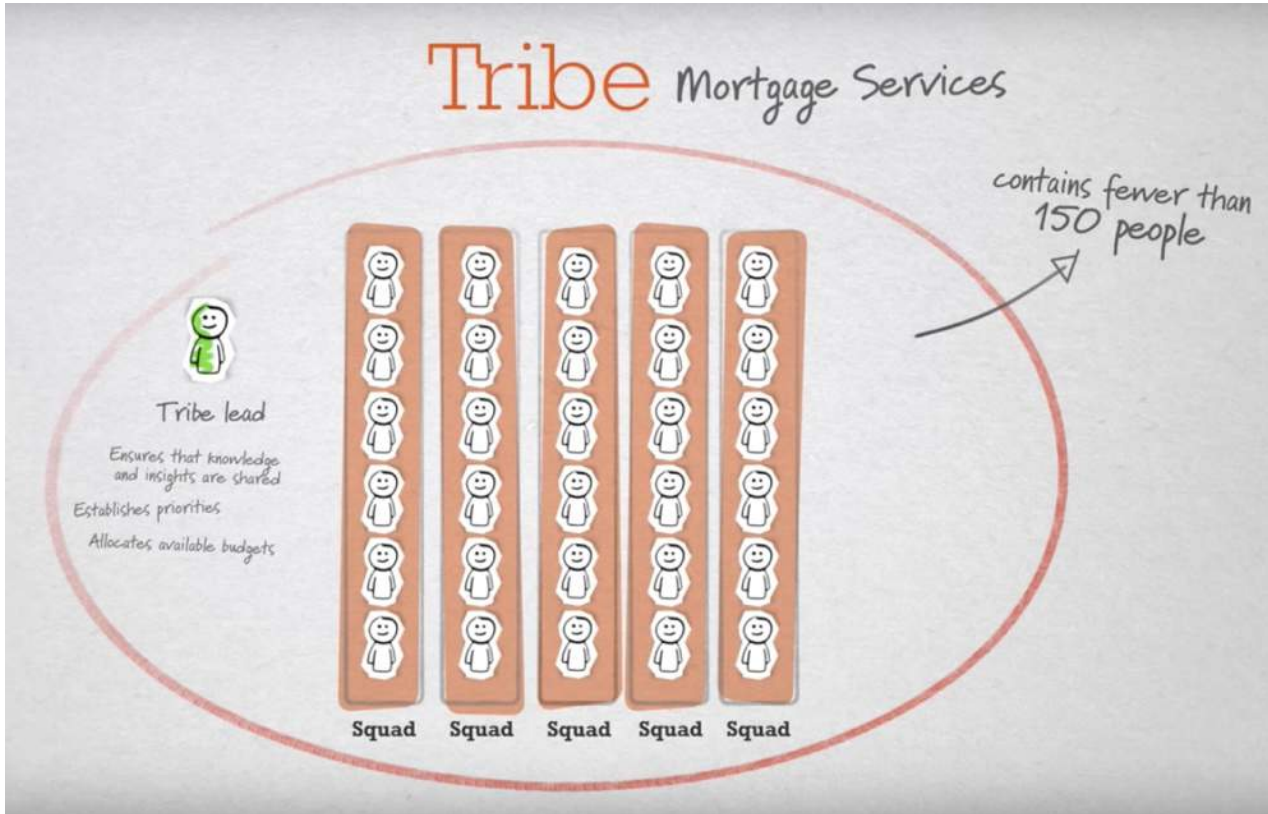 Tribe Mortgage Services
contains fewer than
150 people
Tribe lead
Ensures that knowledge
and insights are shared
Establishes priorities
Allocates available budgets
Squad Squad Squad Squad Squad